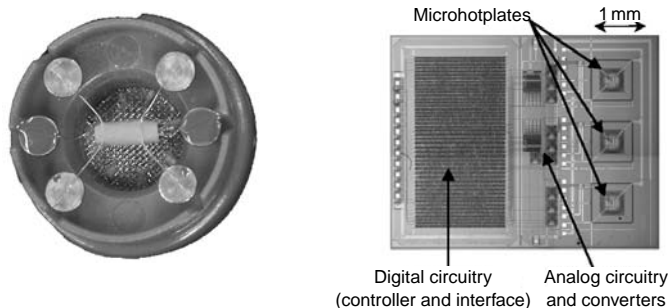 Microhotplates
1 mm
Digital circuitry
(controller and interface)
Analog circuitry
and converters